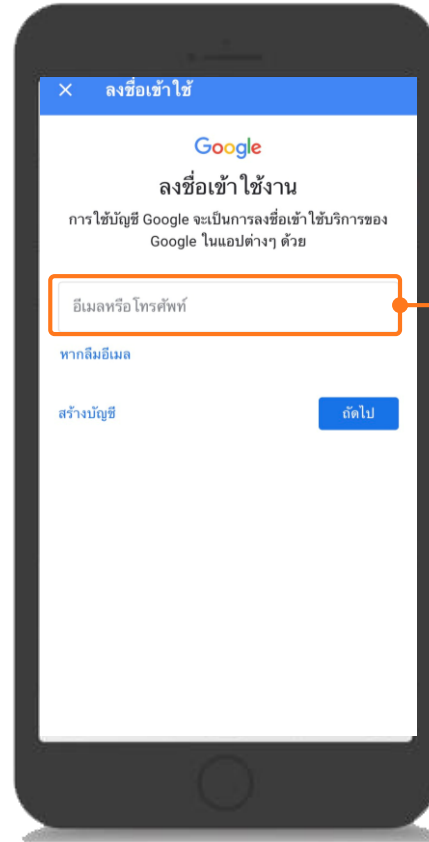 ลงชื่อเข้าใช้
Google
ลงชื่อเข้าใช้งาน
การใช้บัญชี Google จะเป็นการลงชื่อเข้าใช้บริการของ
Google ในแอปต่างๆ ด้วย
อีเมลหรือโทรศัพท์
หากลืมอีเมล
สร้างบัญชี
ถัดไป